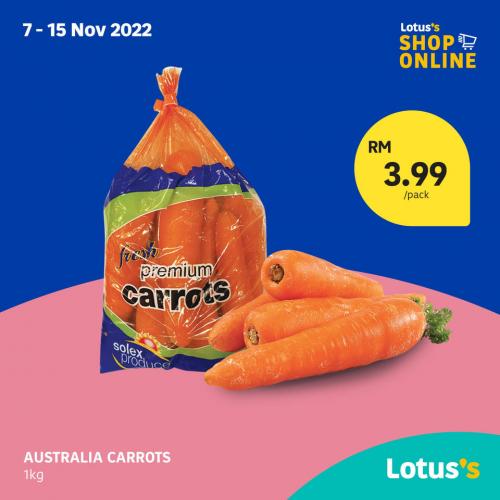 7 - 15 Nov 2022
Lotus's
SHOP
ONLINE
RM
3.99
/pack
fresh
premium
carrots
solex
produce
AUSTRALIA CARROTS
1kg
Lotus's